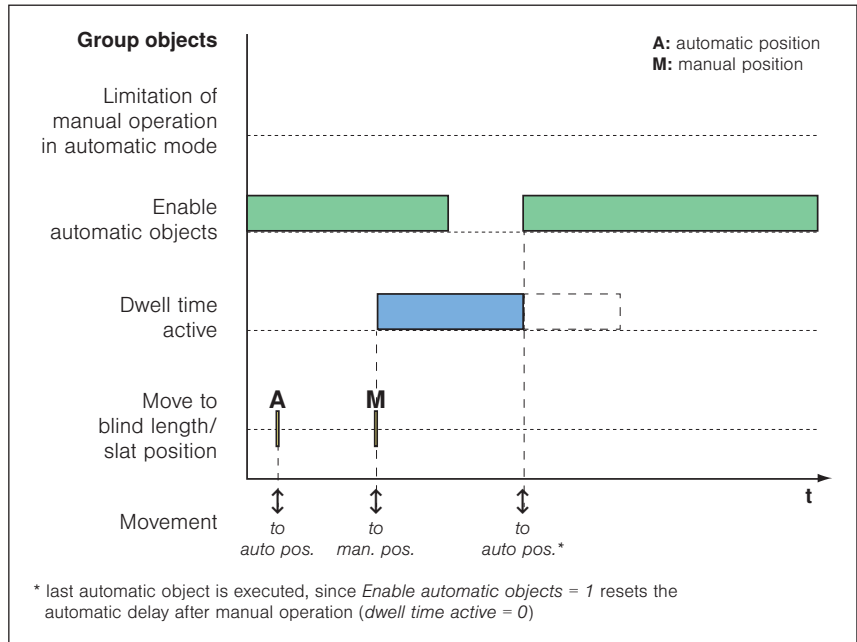 Group objects
A: automatic position
M: manual position
Limitation of
manual operation
in automatic mode
Enable
automatic objects
Dwell time
active
Move to
blind length/
slat position
A
M
t
Movement
to
auto pos.
to
man. pos.
to
auto pos.*
* last automatic object is executed, since Enable automatic objects = 1 resets the
automatic delay after manual operation (dwell time active = 0)